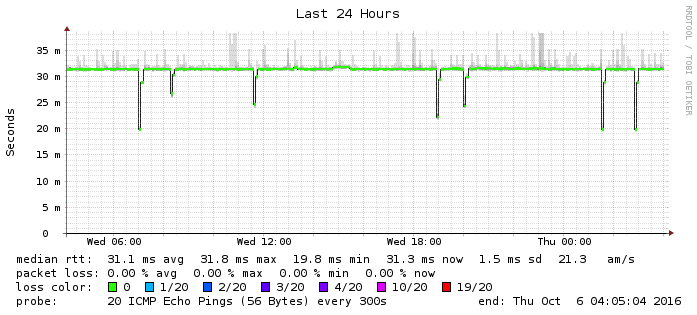 Last 24 Hours
RRDTOOL / TOBI OETIKER
Seconds
35 m
30 m
25 m
20 m
15 m
10 m
5 m
0
Wed 06:00 Wed 12:00 Wed 18:00 Thu 00:00
median rtt: 31.1 ms avg 31.8 ms max 19.8 ms min 31.3 ms now 1.5 ms sd 21.3 am/s
packet loss: 0.00 % avg 0.00 % max 0.00 % min 0.00 % now
loss color: 0 1/20 2/20 3/20 4/20 10/20 19/20
probe: 20 ICMP Echo Pings (56 Bytes) every 300s end: Thu Oct 6 04:05:04 2016